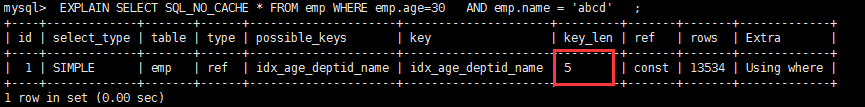 mysql>  EXPLAIN SELECT SQL_NO_CACHE * FROM emp WHERE emp.age=30   AND emp.name = 'abcd'   ;
+----+-------------+-------+------+---------------------+---------------------+---------+-------+-------+-------------+
| id | select_type | table | type | possible_keys       | key                 | key_len | ref   | rows  | Extra       |
+----+-------------+-------+------+---------------------+---------------------+---------+-------+-------+-------------+
|  1 | SIMPLE      | emp   | ref  | idx_age_deptid_name | idx_age_deptid_name | 5       | const | 13534 | Using where |
+----+-------------+-------+------+---------------------+---------------------+---------+-------+-------+-------------+
1 row in set (0.00 sec)